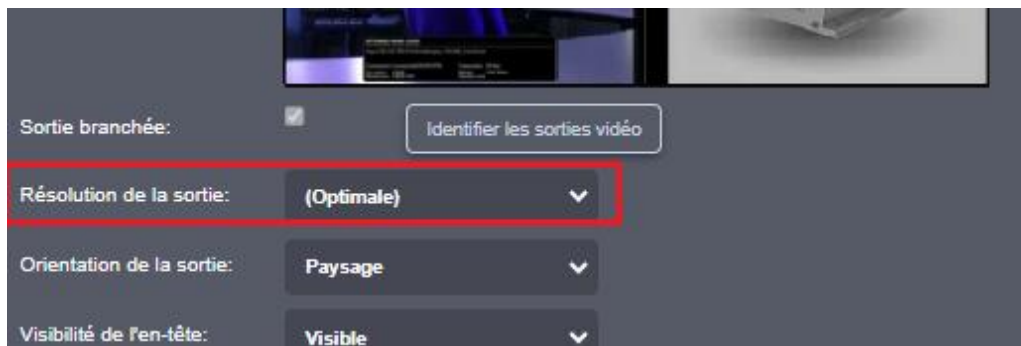 Sortie branchée:
Identifier les sorties vidéo
Résolution de la sortie:
(Optimale)
Orientation de la sortie:
Paysage
Visibilité de l'en-tête:
Visible